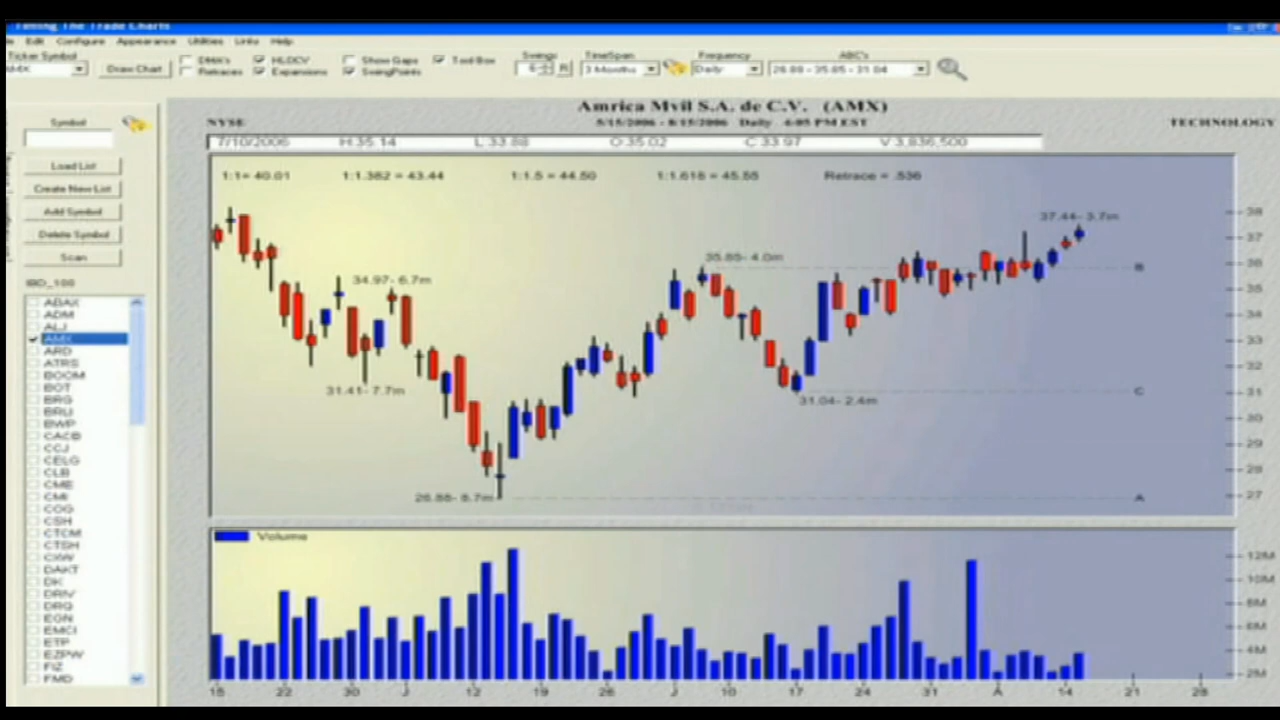 Timing The Trade Charts
Edit Configure Appearance Utilities Links Help
Ticker Symbol
AMX
Draw Chart
EMA's
Retraces
HLOCV
Expansions
Show Gaps
SwingPoints
Tool Box
Swings
6
R
TimeSpan
3 Months
Frequency
Daily
ABC's
26.88 - 35.85 - 31.04
Symbol
Load List
Create New List
Add Symbol
Delete Symbol
Scan
IBD_100
ABAX
ADM
ALJ
AMX
ARD
ATRS
BOOM
BOT
BRG
BRLI
BWP
CACB
CCJ
CELG
CLB
CME
CMI
COG
CSH
CTCM
CTSH
CXW
DAKT
DK
DRIV
DRQ
EGN
EMCI
ETP
EZPW
FIZ
FMD
Amrica Mvil S.A. de C.V. (AMX)
NYSE
5/15/2006 - 8/15/2006 Daily 4:05 PM EST
TECHNOLOGY
7/10/2006 H:35.14 L:33.88 O:35.02 C:33.97 V:3,836,500
1:1= 40.01 1:1.382 = 43.44 1:1.5 = 44.50 1:1.618 = 45.55 Retrace = .536
37.44- 3.7m
35.85- 4.0m
34.97- 6.7m
31.41- 7.7m
31.04- 2.4m
26.88- 8.7m
B
C
A
38
37
36
35
34
33
32
31
30
29
28
27
Volume
12M
10M
8M
6M
4M
2M
15 22 30 J 12 19 26 J 10 17 24 31 A 14 21 28